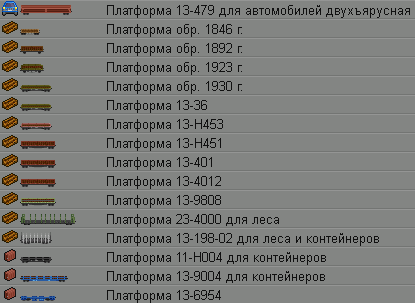 Платформа 13-479 для автомобилей двухъярусная
Платформа обр. 1846 г.
Платформа обр. 1892 г.
Платформа обр. 1923 г.
Платформа обр. 1930 г.
Платформа 13-36
Платформа 13-Н453
Платформа 13-Н451
Платформа 13-401
Платформа 13-4012
Платформа 13-9808
Платформа 23-4000 для леса
Платформа 13-198-02 для леса и контейнеров
Платформа 11-Н004 для контейнеров
Платформа 13-9004 для контейнеров
Платформа 13-6954